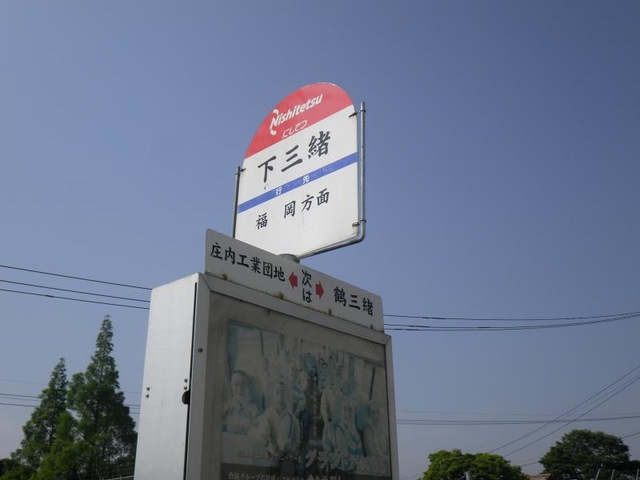 Nishitetsu
にしてつ
下三緒
行先
福岡方面
庄内工業団地 次は 鶴三緒